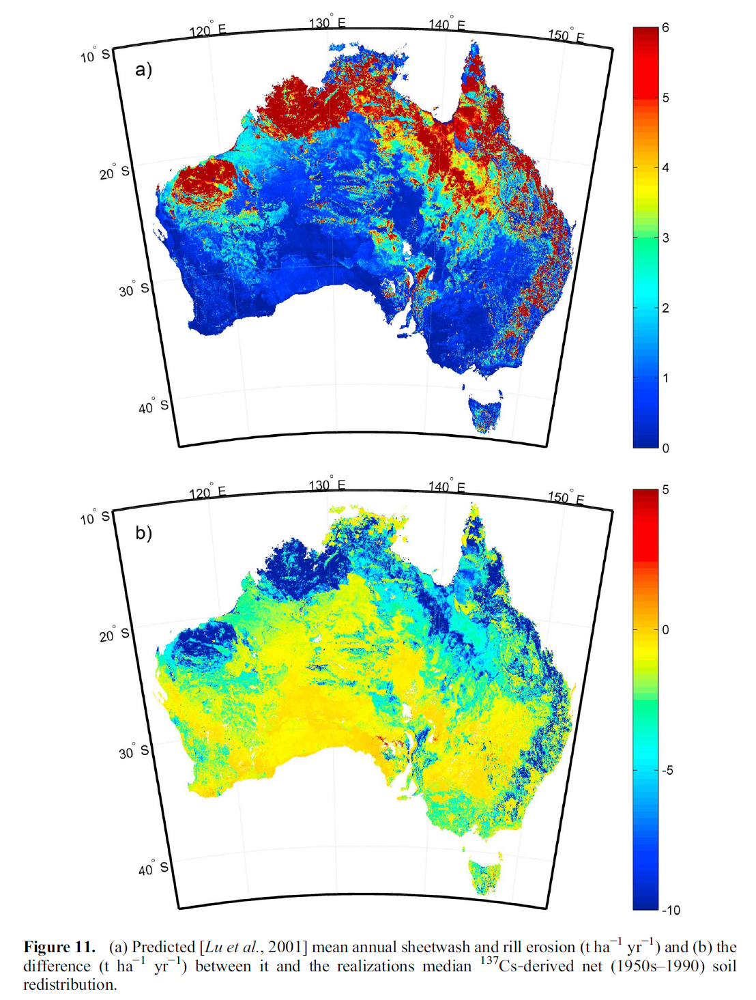 120° E
130° E
140° E
150° E
10° S
20° S
30° S
40° S
a)
6
5
4
3
2
1
0
120° E
130° E
140° E
150° E
10° S
20° S
30° S
40° S
b)
5
0
-5
-10
Figure 11. (a) Predicted [Lu et al., 2001] mean annual sheetwash and rill erosion (t ha⁻¹ yr⁻¹) and (b) the
difference (t ha⁻¹ yr⁻¹) between it and the realizations median ¹³⁷Cs-derived net (1950s–1990) soil
redistribution.